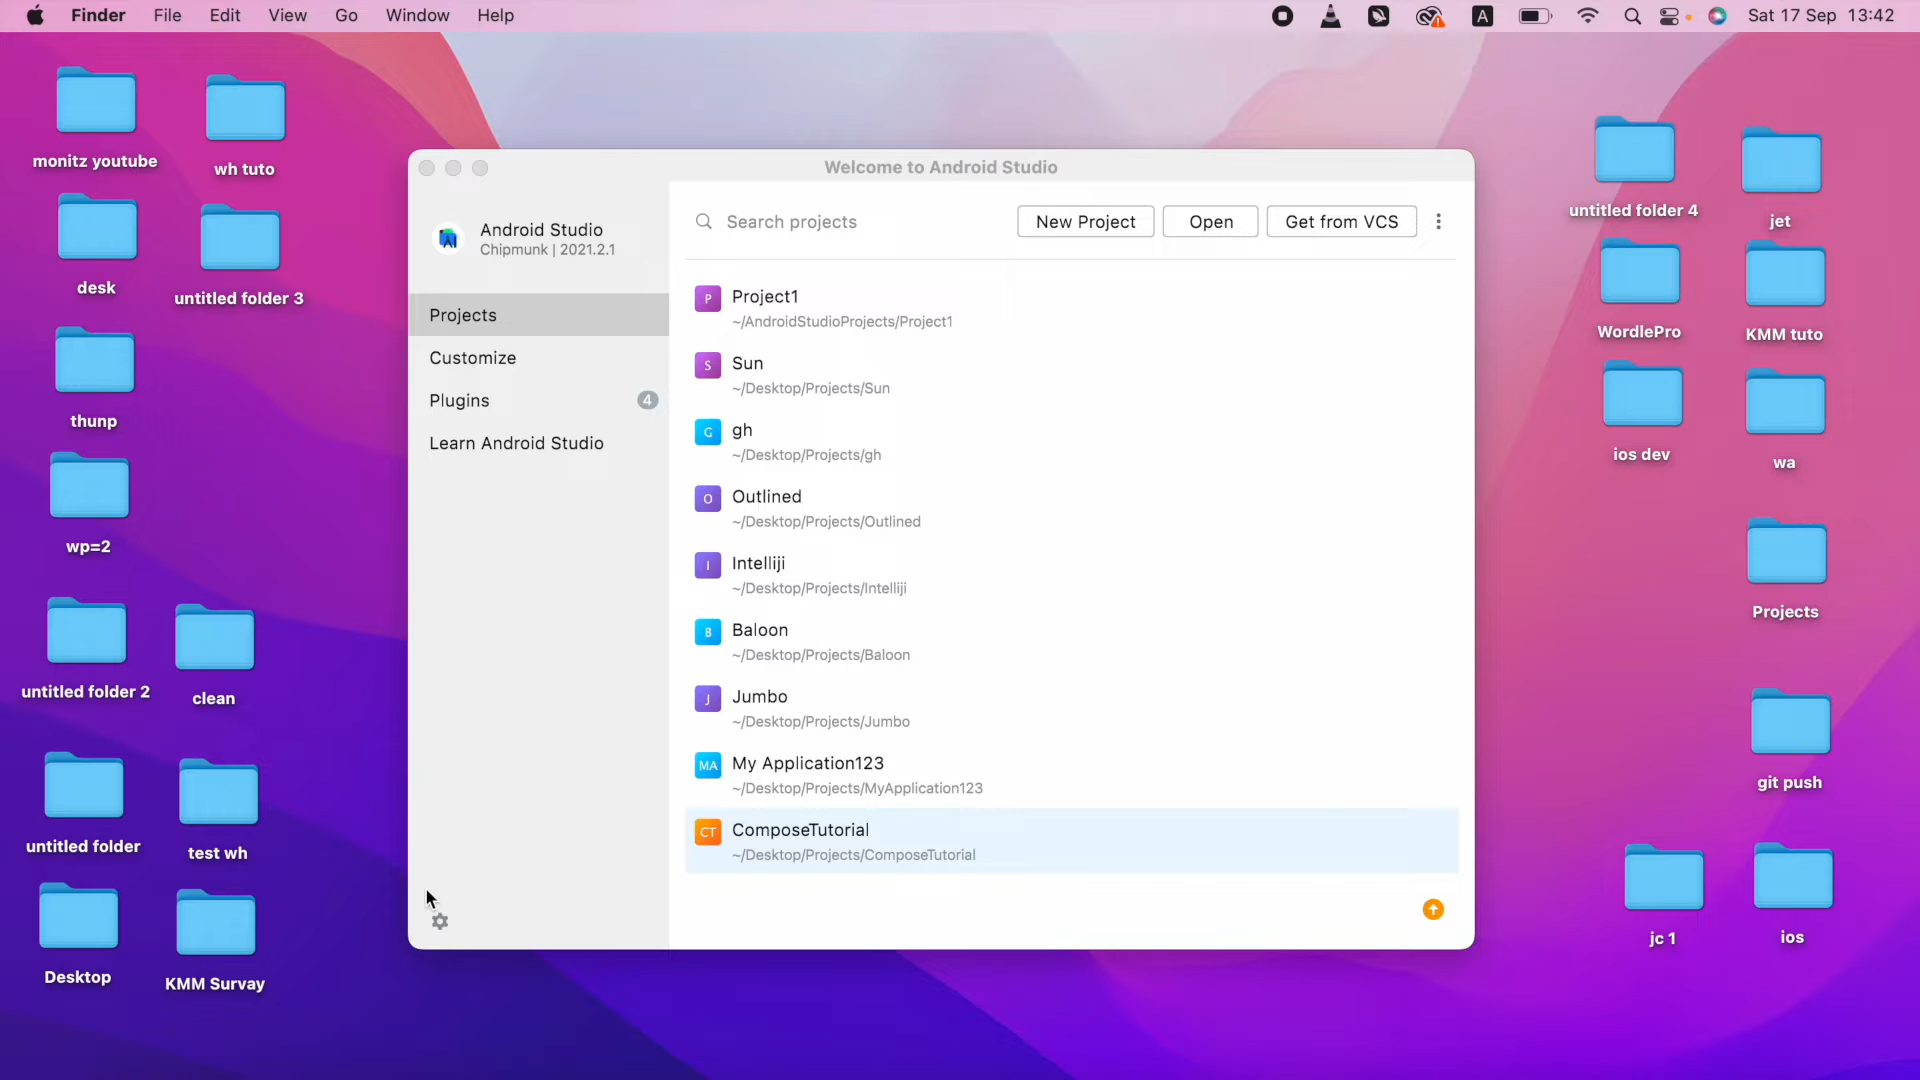 Finder File Edit View Go Window Help
A
Sat 17 Sep 13:42
monitz youtube
wh tuto
desk
untitled folder 3
thunp
wp=2
untitled folder 2
clean
untitled folder
test wh
Desktop
KMM Survay
Welcome to Android Studio
Android Studio
Chipmunk | 2021.2.1
Projects
Customize
Plugins 4
Learn Android Studio
Search projects
New Project
Open
Get from VCS
P Project1
~/AndroidStudioProjects/Project1
S Sun
~/Desktop/Projects/Sun
G gh
~/Desktop/Projects/gh
O Outlined
~/Desktop/Projects/Outlined
I Intelliji
~/Desktop/Projects/Intelliji
B Baloon
~/Desktop/Projects/Baloon
J Jumbo
~/Desktop/Projects/Jumbo
MA My Application123
~/Desktop/Projects/MyApplication123
CT ComposeTutorial
~/Desktop/Projects/ComposeTutorial
untitled folder 4
jet
WordlePro
KMM tuto
ios dev
wa
Projects
git push
jc 1
ios